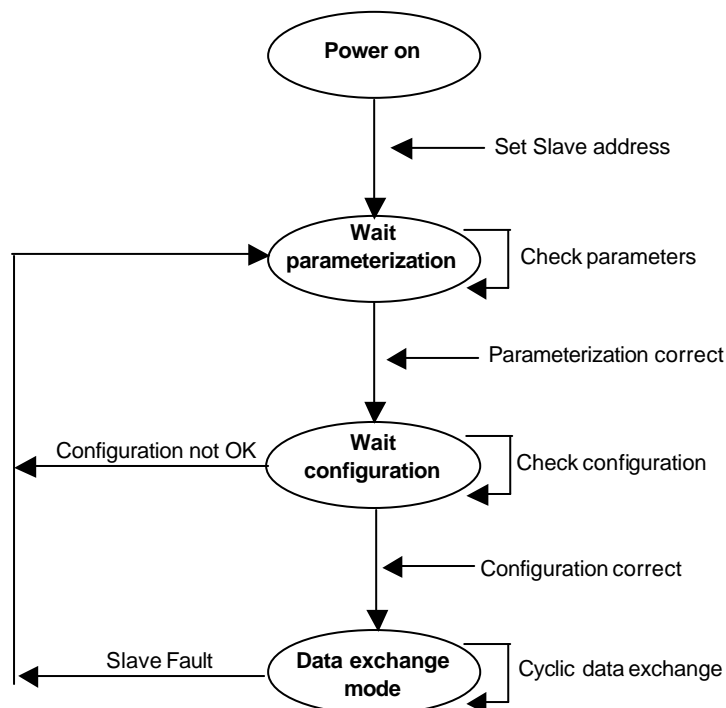 Power on
Set Slave address
Wait
parameterization
Check parameters
Parameterization correct
Configuration not OK
Wait
configuration
Check configuration
Configuration correct
Slave Fault
Data exchange
mode
Cyclic data exchange